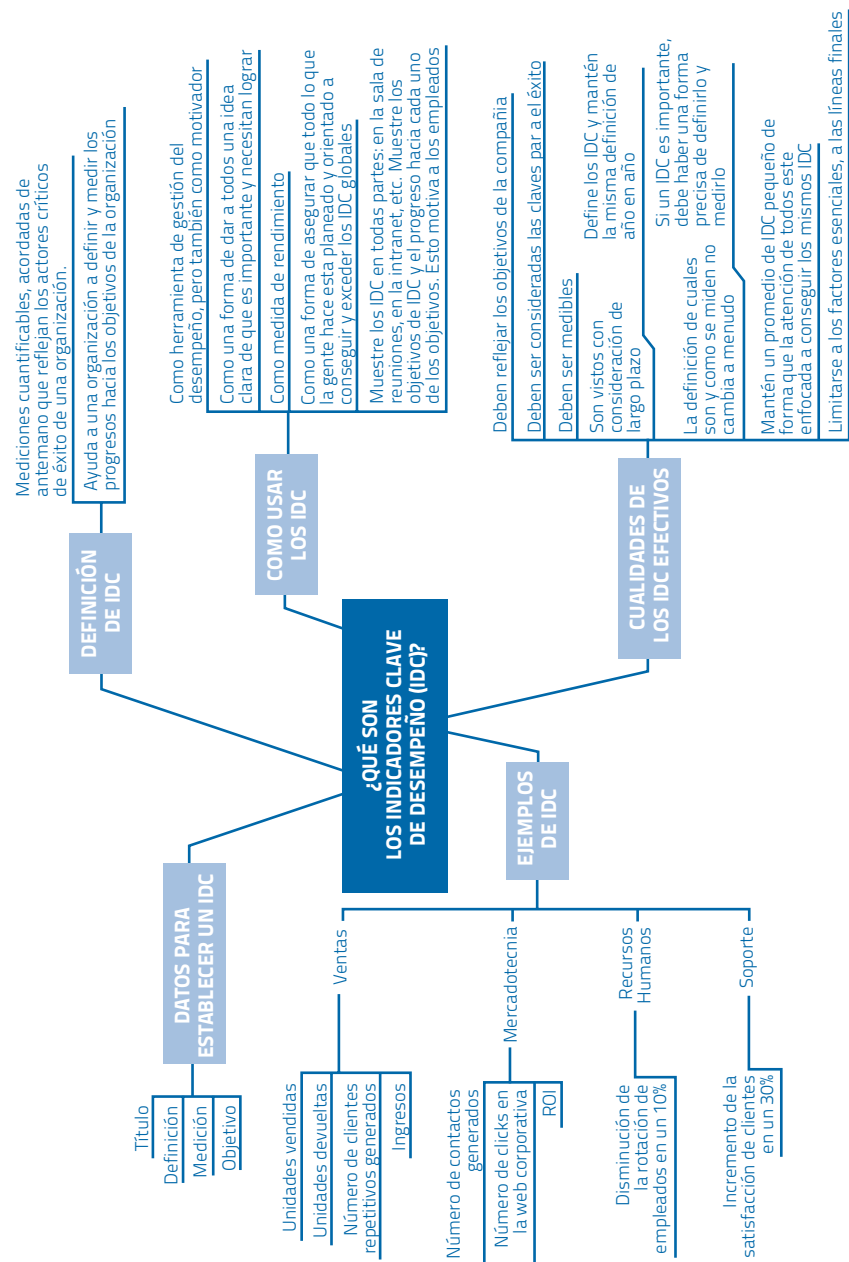 ¿QUÉ SON
LOS INDICADORES CLAVE
DE DESEMPEÑO (IDC)?
DEFINICIÓN
DE IDC
Mediciones cuantificables, acordadas de
antemano que reflejan los actores críticos
de éxito de una organización.
Ayuda a una organización a definir y medir los
progresos hacia los objetivos de la organización
COMO USAR
LOS IDC
Como herramienta de gestión del
desempeño, pero también como motivador
Como una forma de dar a todos una idea
clara de que es importante y necesitan lograr
Como medida de rendimiento
Como una forma de asegurar que todo lo que
la gente hace esta planeado y orientado a
conseguir y exceder los IDC globales
Muestre los IDC en todas partes: en la sala de
reuniones, en la intranet, etc. Muestre los
objetivos de IDC y el progreso hacia cada uno
de los objetivos. Esto motiva a los empleados
CUALIDADES DE
LOS IDC EFECTIVOS
Deben reflejar los objetivos de la compañia
Deben ser consideradas las claves par a el éxito
Deben ser medibles
Son vistos con
consideración de
largo plazo
Define los IDC y mantén
la misma definición de
año en año
La definición de cuales
son y como se miden no
cambia a menudo
Si un IDC es importante,
debe haber una forma
precisa de definirlo y
medirlo
Mantén un promedio de IDC pequeño de
forma que la atención de todos este
enfocada a conseguir los mismos IDC
Limitarse a los factores esenciales, a las líneas finales
DATOS PARA
ESTABLECER UN IDC
Título
Definición
Medición
Objetivo
EJEMPLOS
DE IDC
Ventas
Unidades vendidas
Unidades devueltas
Número de clientes
repetitivos generados
Ingresos
Mercadotecnia
Número de contactos
generados
Número de clicks en
la web corporativa
ROI
Recursos
Humanos
Disminución de
la rotación de
empleados en un 10%
Soporte
Incremento de la
satisfacción de clientes
en un 30%